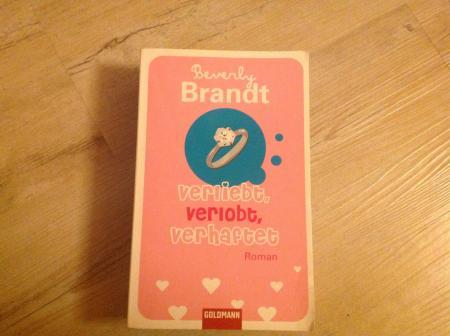 Beverly
Brandt
verliebt,
verlobt,
verhaftet
Roman
GOLDMANN